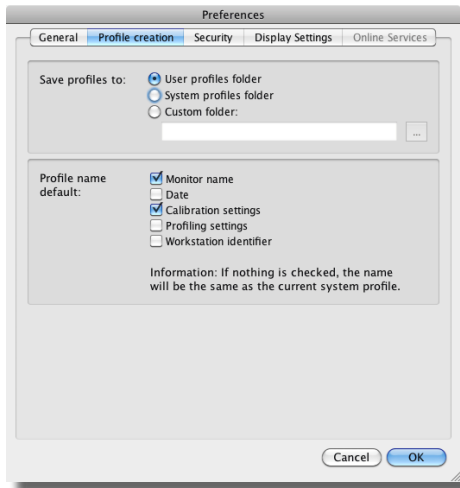 Preferences
General Profile creation Security Display Settings Online Services
Save profiles to: User profiles folder
System profiles folder
Custom folder:
...
Profile name default: Monitor name
Date
Calibration settings
Profiling settings
Workstation identifier
Information: If nothing is checked, the name
will be the same as the current system profile.
Cancel OK